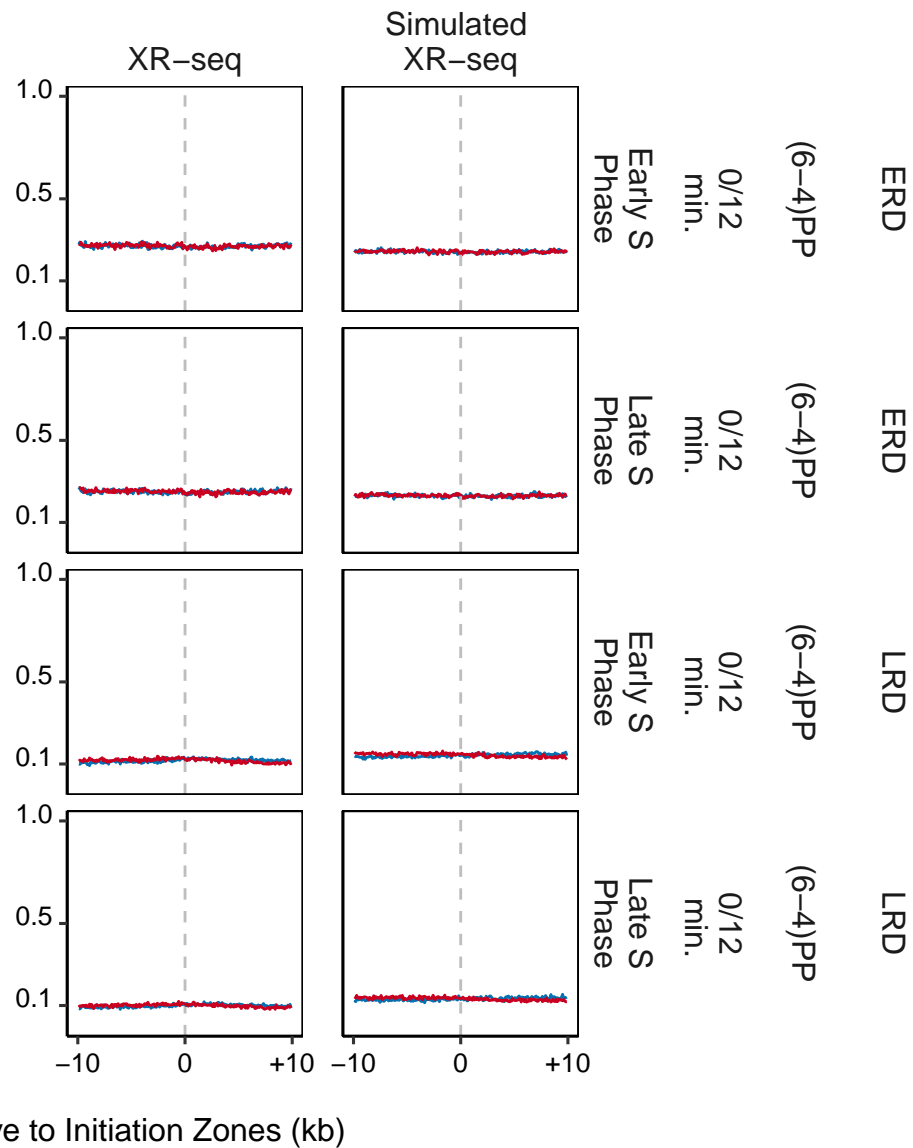 Simulated
XR−seq
XR−seq
1.0
0.5
0.1
Early S
Phase
0/12
min.
(6−4)PP
ERD
1.0
0.5
0.1
Late S
Phase
0/12
min.
(6−4)PP
ERD
1.0
0.5
0.1
Early S
Phase
0/12
min.
(6−4)PP
LRD
1.0
0.5
0.1
Late S
Phase
0/12
min.
(6−4)PP
LRD
−10 0 +10 −10 0 +10
to Initiation Zones (kb)